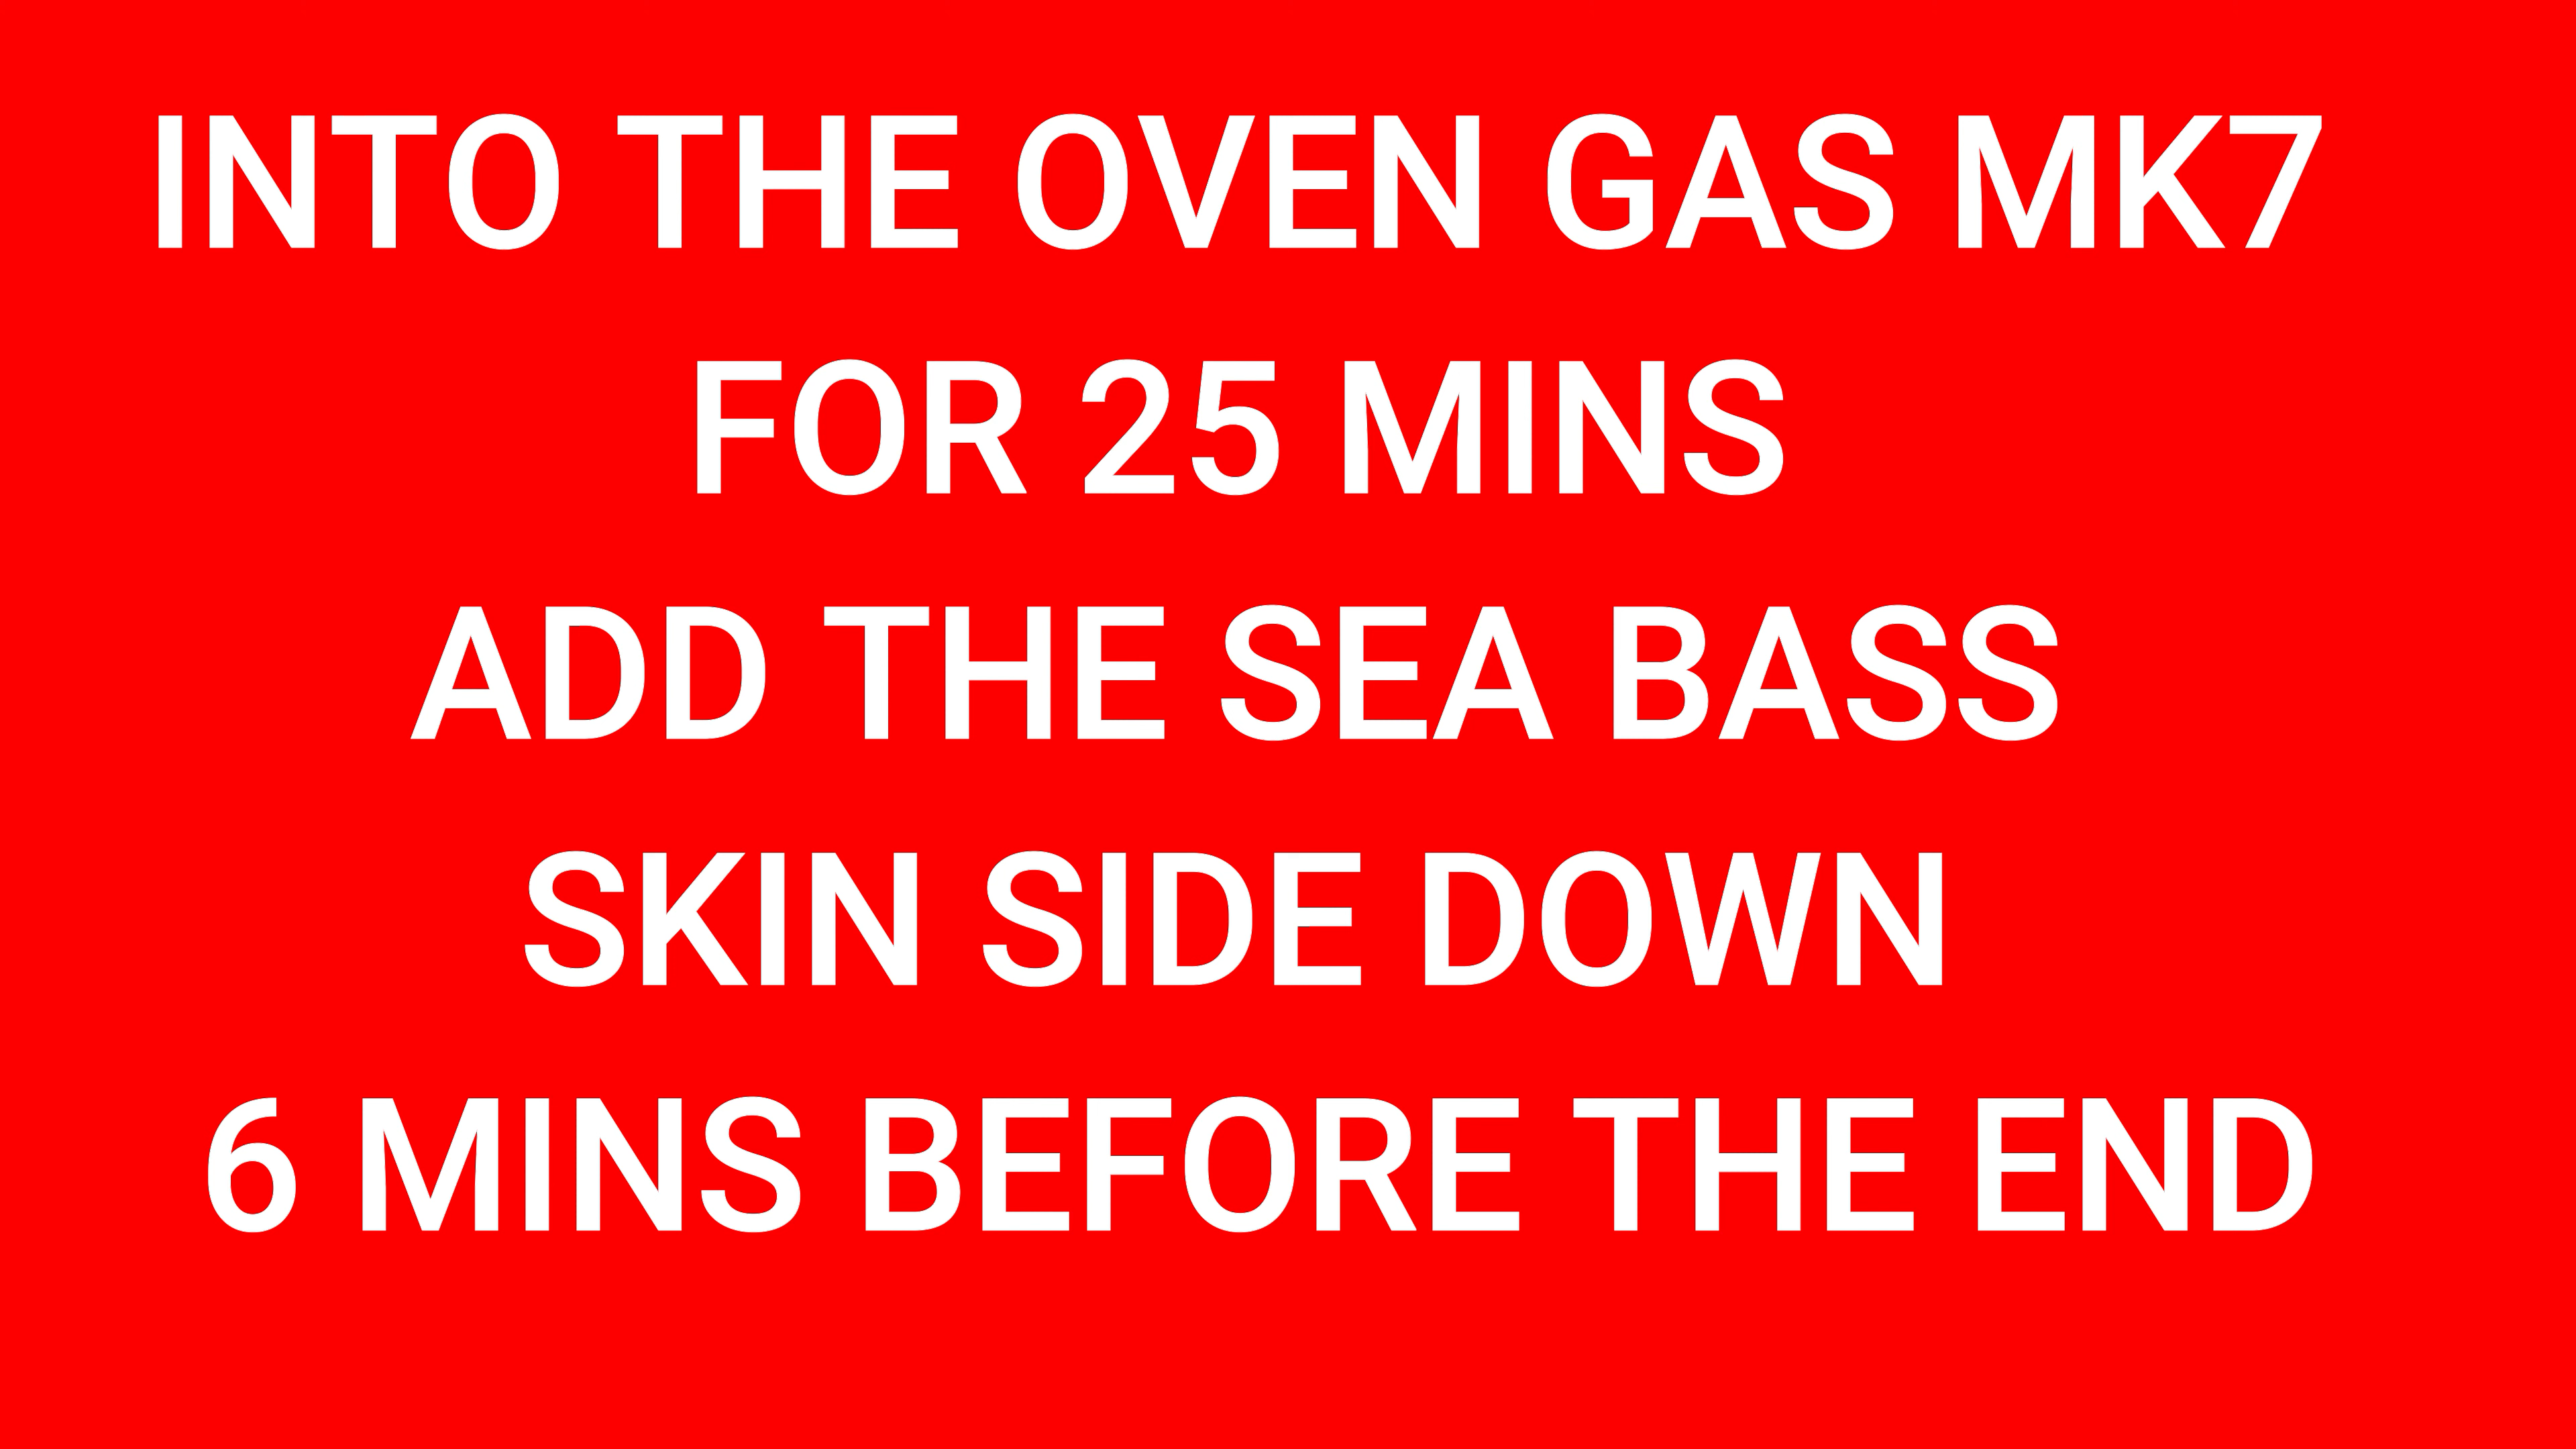 INTO THE OVEN GAS MK7
FOR 25 MINS
ADD THE SEA BASS
SKIN SIDE DOWN
6 MINS BEFORE THE END